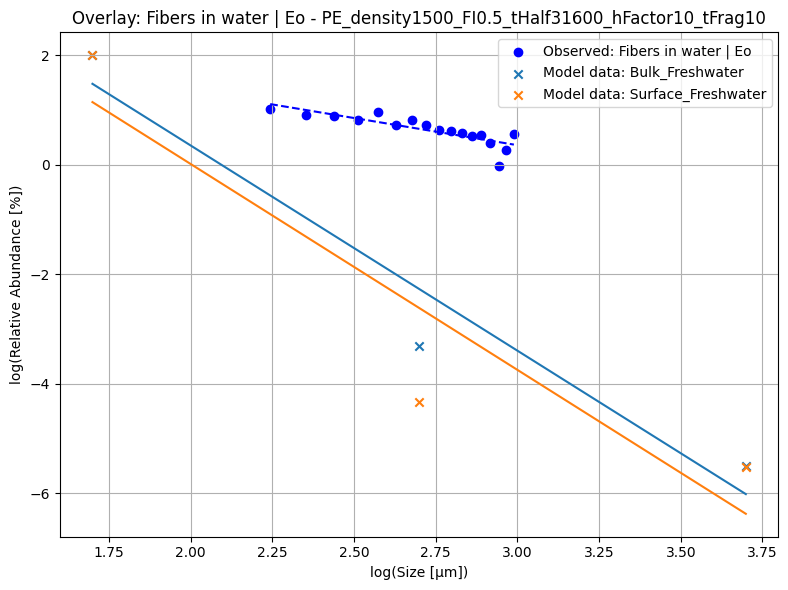 Overlay: Fibers in water | Eo - PE_density1500_FI0.5_tHalf31600_hFactor10_tFrag10
Observed: Fibers in water | Eo
Model data: Bulk_Freshwater
Model data: Surface_Freshwater
log(Relative Abundance [%])
2
0
−2
−4
−6
1.75 2.00 2.25 2.50 2.75 3.00 3.25 3.50 3.75
log(Size [µm])